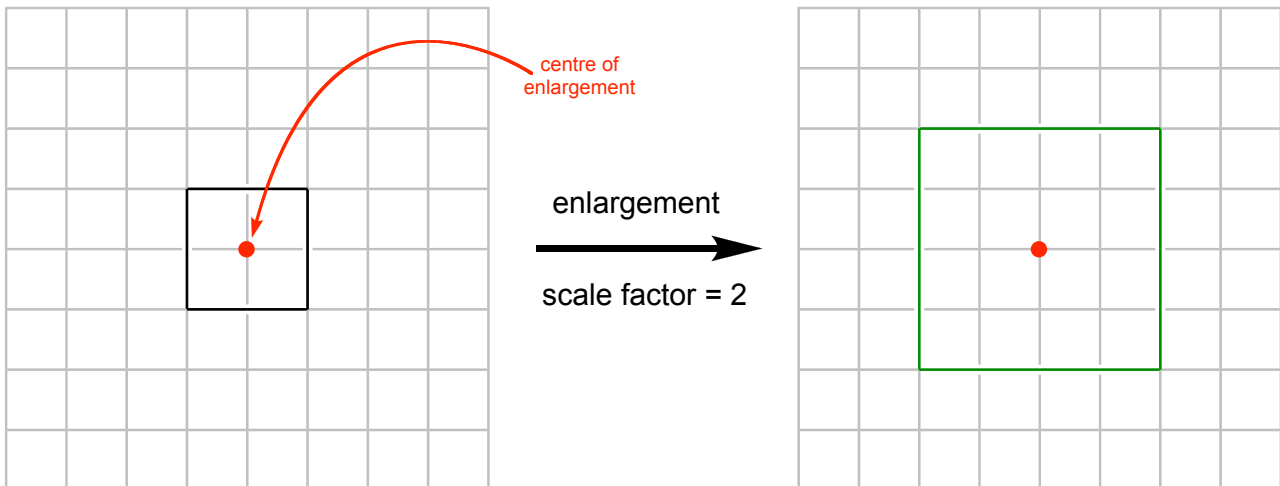 centre of
enlargement
enlargement
scale factor = 2